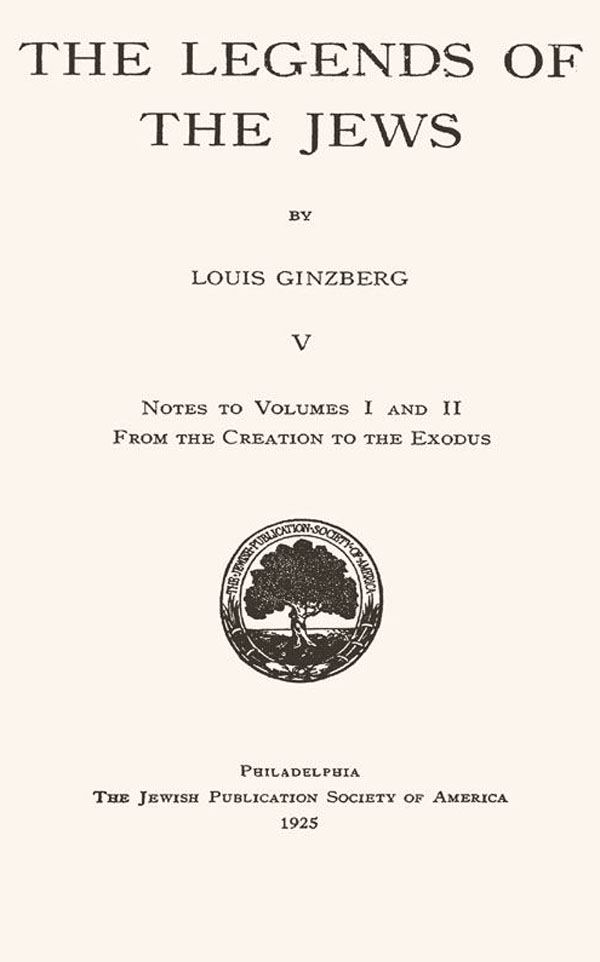 THE LEGENDS OF
THE JEWS
BY
LOUIS GINZBERG
V
NOTES TO VOLUMES I AND II
FROM THE CREATION TO THE EXODUS
THE JEWISH PUBLICATION SOCIETY OF AMERICA
PHILADELPHIA
THE JEWISH PUBLICATION SOCIETY OF AMERICA
1925